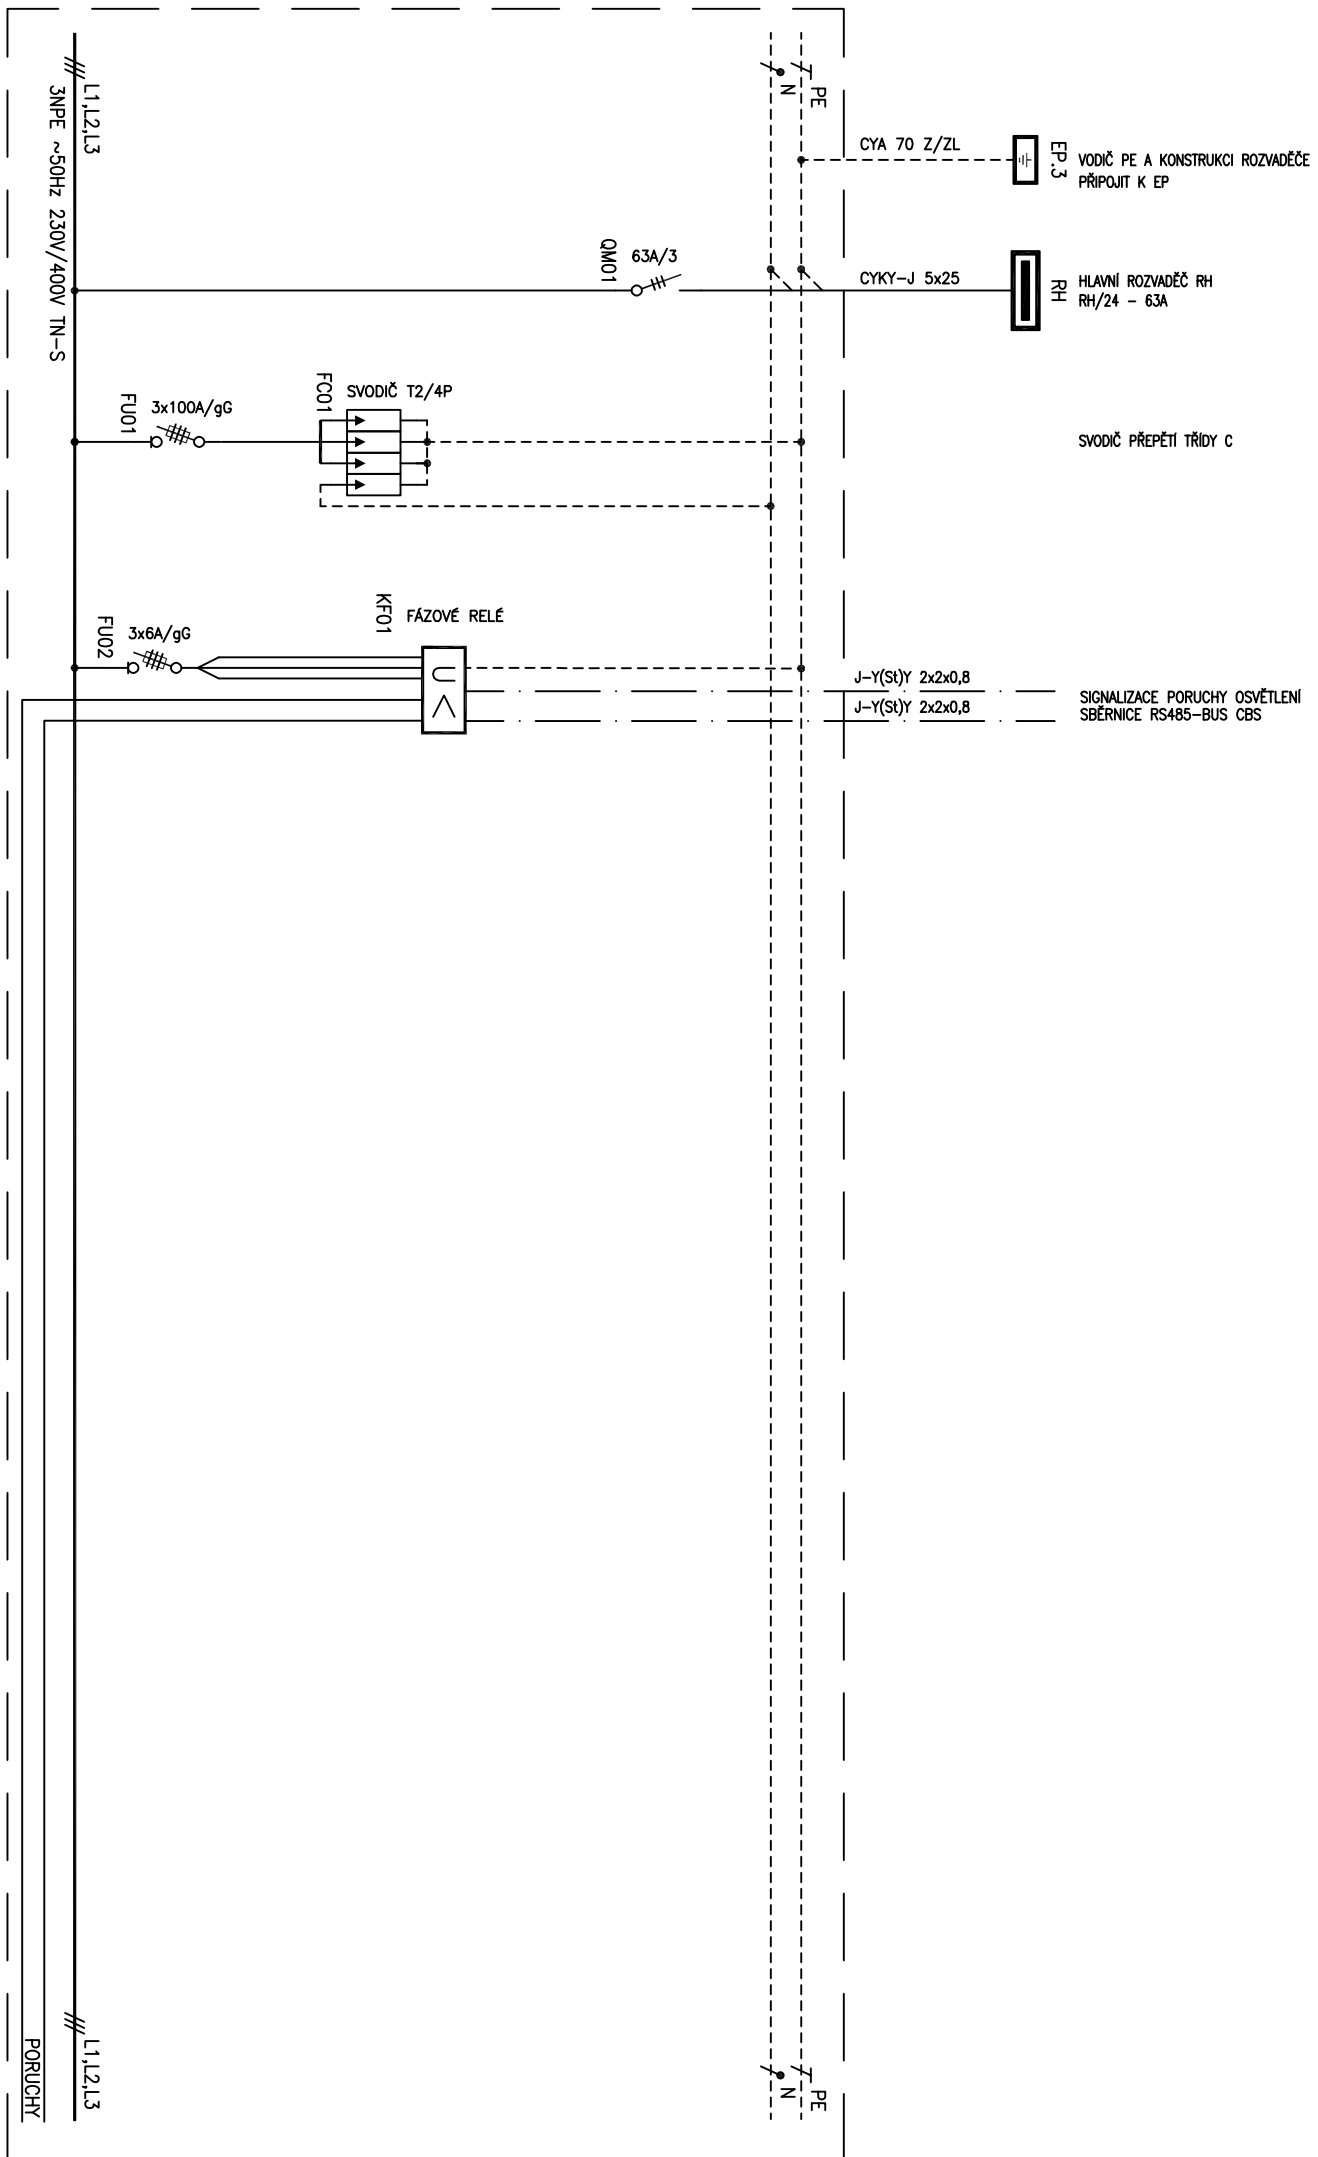 L1,L2,L3
3NPE ~50Hz 230V/400V TN-S
N
PE
CYA 70 Z/ZL
EP.3
VODIČ PE A KONSTRUKCI ROZVADĚČE
PŘIPOJIT K EP
QM01
63A/3
CYKY-J 5x25
RH
HLAVNÍ ROZVADĚČ RH
RH/24 - 63A
FU01
3x100A/gG
FC01
SVODIČ T2/4P
SVODIČ PŘEPĚTÍ TŘÍDY C
FU02
3x6A/gG
KF01
FÁZOVÉ RELÉ
U
J-Y(St)Y 2x2x0,8
J-Y(St)Y 2x2x0,8
SIGNALIZACE PORUCHY OSVĚTLENÍ
SBĚRNICE RS485-BUS CBS
PORUCHY
L1,L2,L3
N
PE